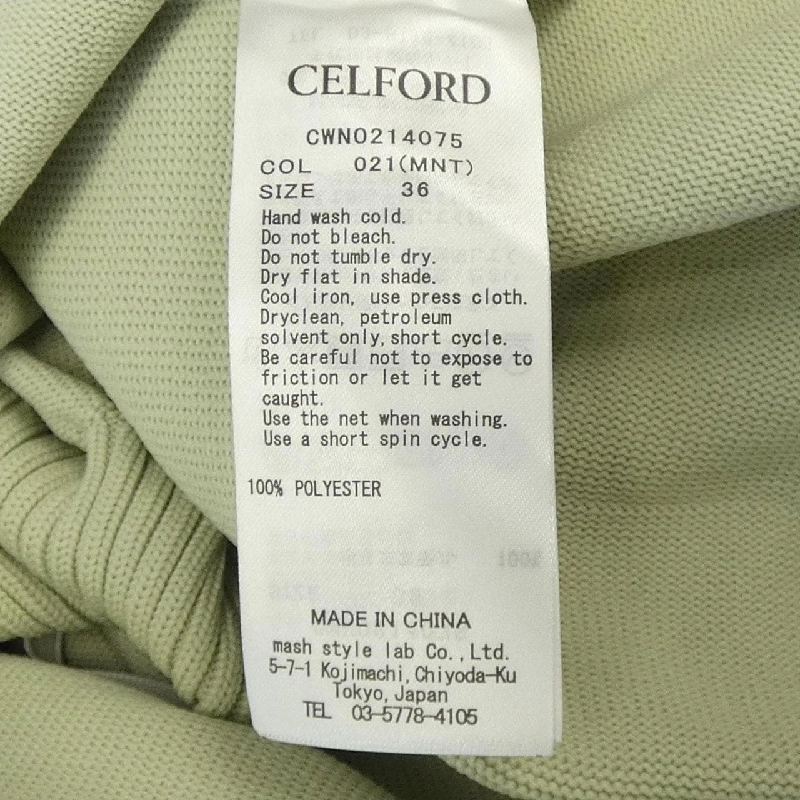 CELFORD
CWNO214075
COL 021(MNT)
SIZE 36
Hand wash cold.
Do not bleach.
Do not tumble dry.
Dry flat in shade.
Cool iron, use press cloth.
Dryclean, petroleum
solvent only,short cycle.
Be careful not to expose to
friction or let it get
caught.
Use the net when washing.
Use a short spin cycle.
100% POLYESTER
MADE IN CHINA
mash style lab Co.,Ltd.
5-7-1 Kojimachi,Chiyoda-Ku
Tokyo,Japan
TEL 03-5778-4105